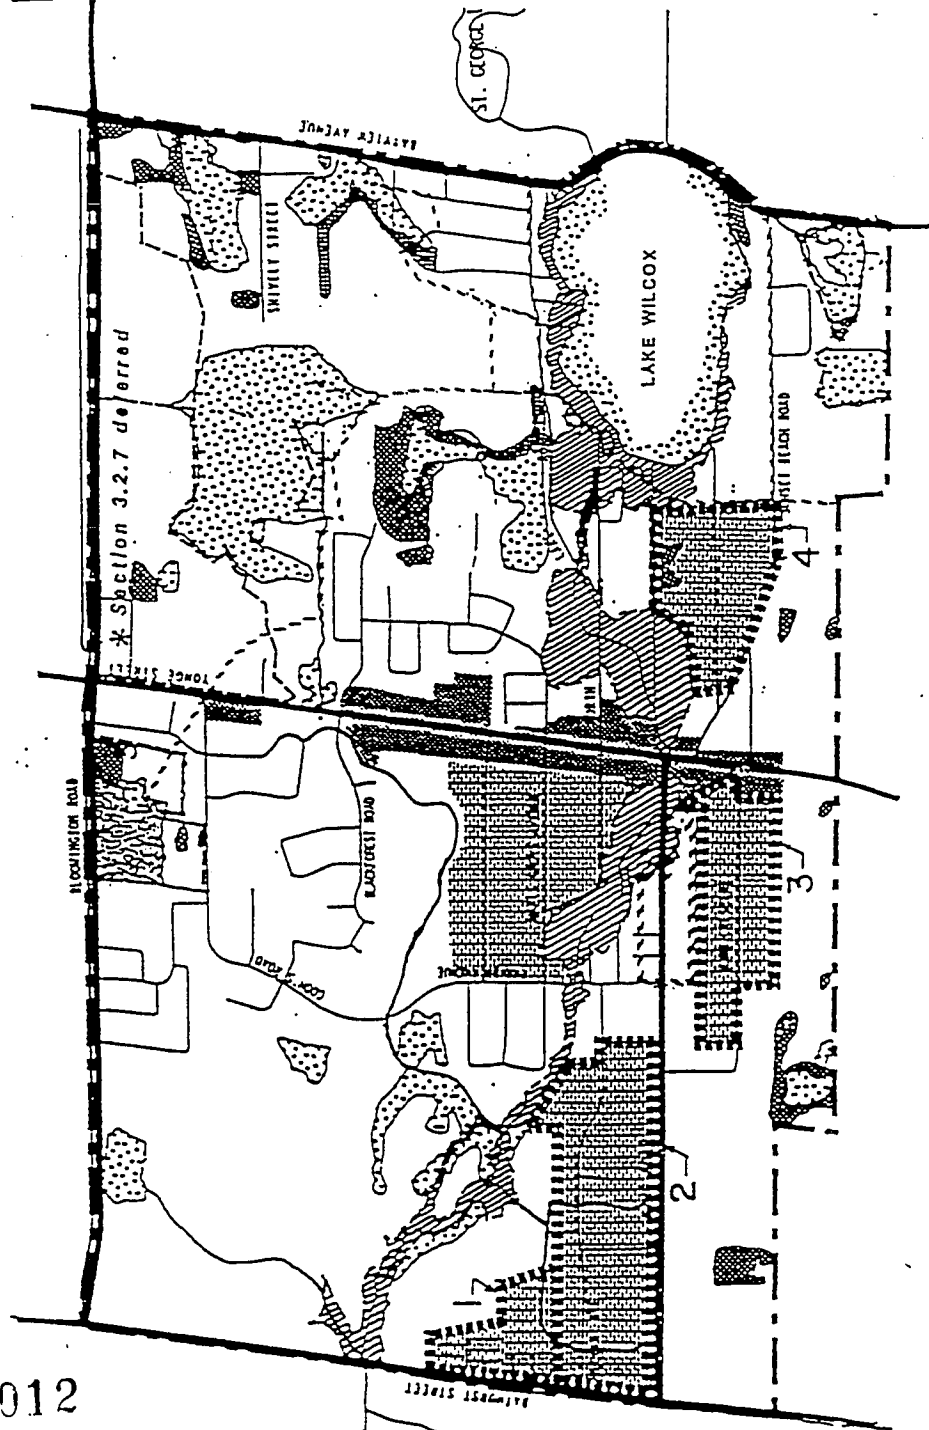 ST. GEORGE
BAYVIEW AVENUE
SHIVELY STREET
LAKE WILCOX
* Section 3.2.7 deferred
4
YONGE STREET
BLOOMINGTON ROAD
BLACKFOREST ROAD
3
AVENUE
2
1
BATHURST STREET
012